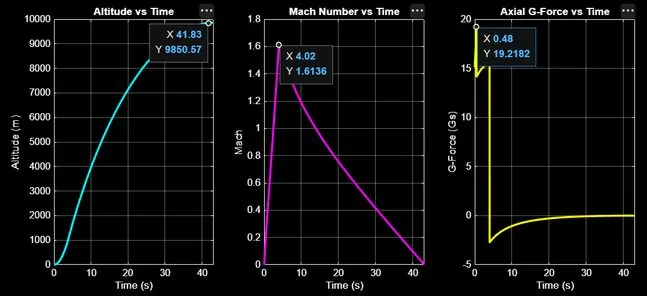 Altitude vs Time
10000
9000
8000
7000
6000
5000
4000
3000
2000
1000
0
Altitude (m)
X 41.83
Y 9850.57
0 10 20 30 40
Time (s)
Mach Number vs Time
1.8
1.6
1.4
1.2
1
0.8
0.6
0.4
0.2
0
Mach
X 4.02
Y 1.6136
0 10 20 30 40
Time (s)
Axial G-Force vs Time
20
15
10
5
0
-5
G-Force (Gs)
X 0.48
Y 19.2182
0 10 20 30 40
Time (s)